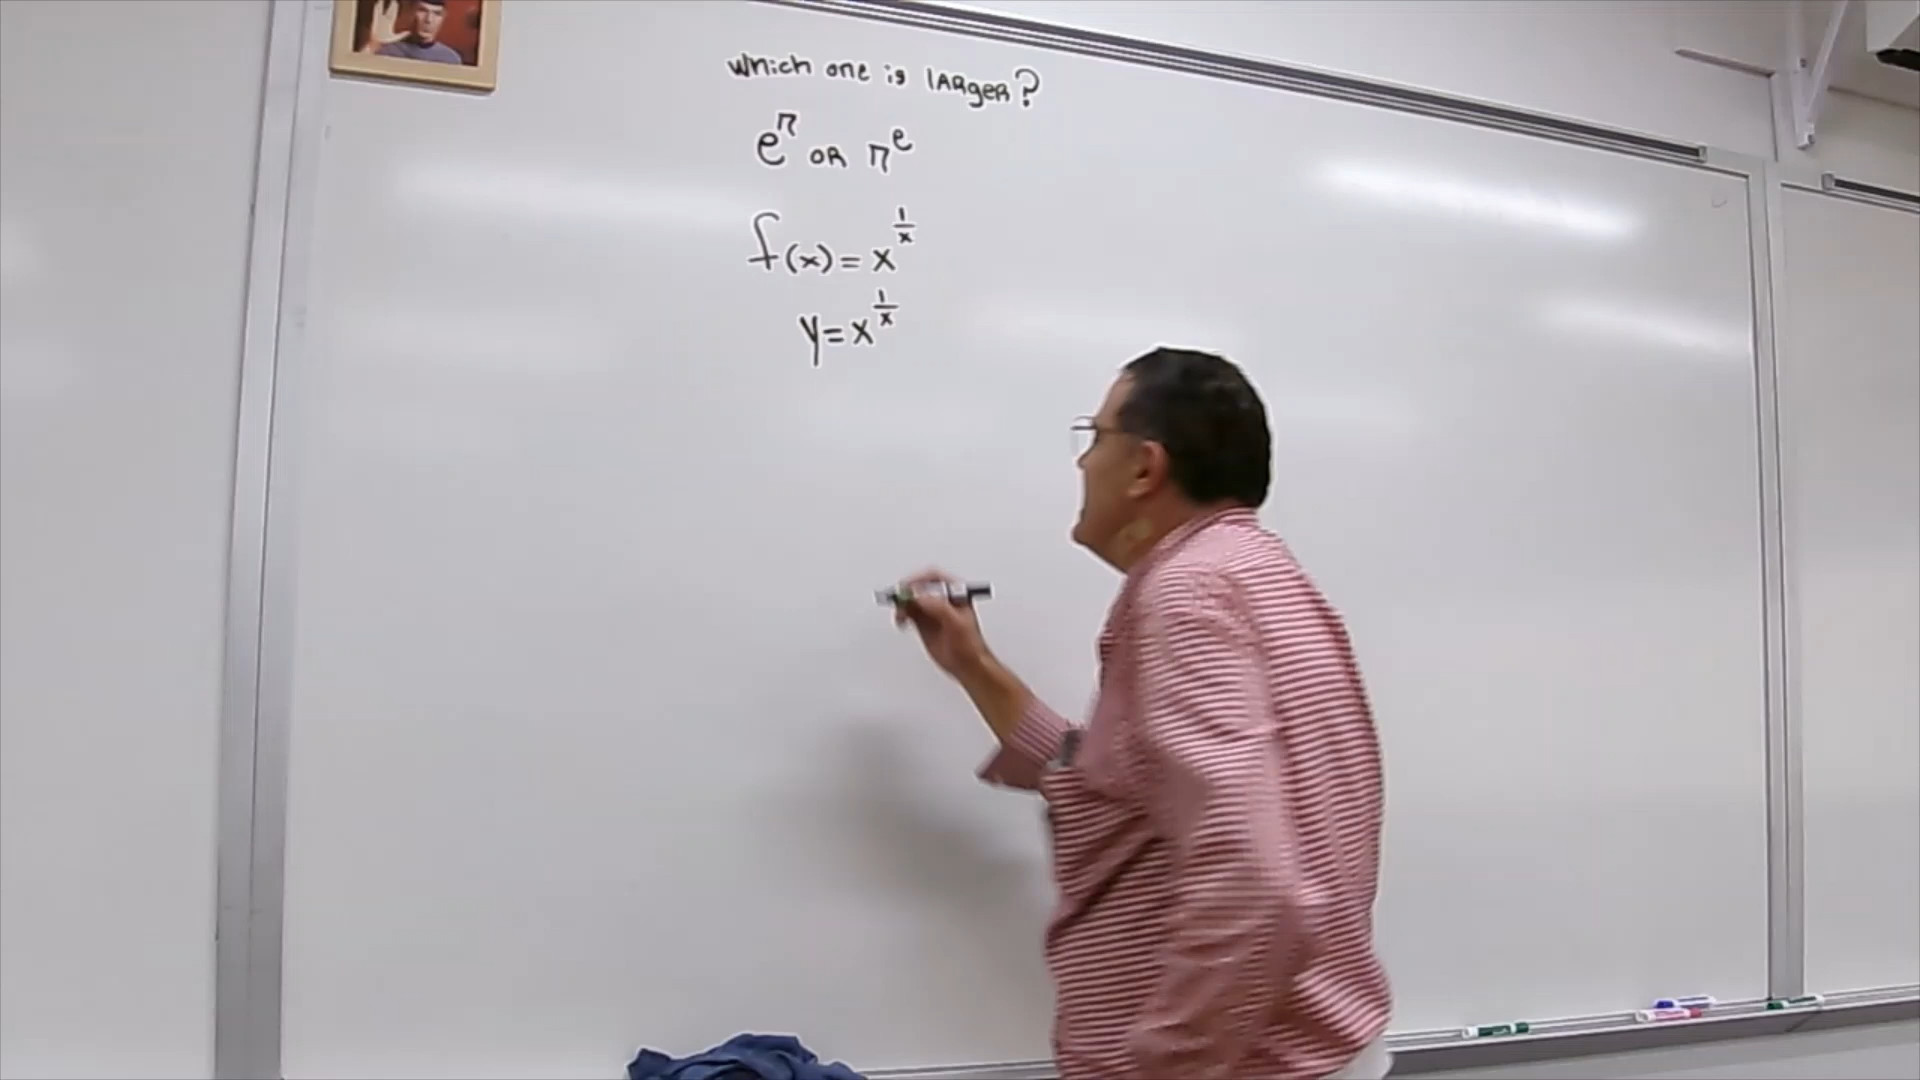 Which one is LARger?
e^π OR π^e
f(x) = x^(1/x)
y = x^(1/x)